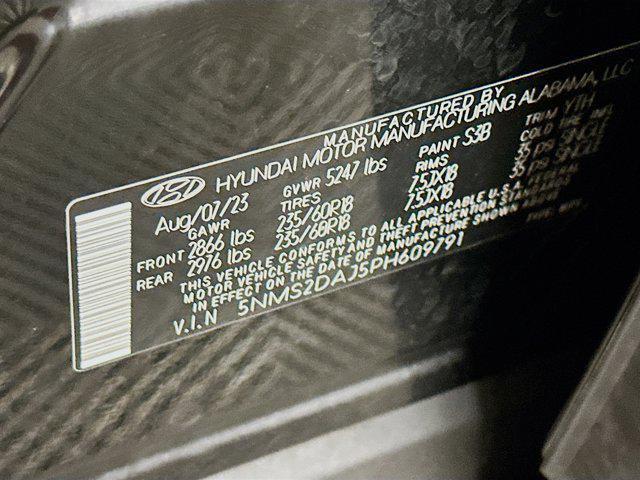 MANUFACTURED BY
HYUNDAI MOTOR MANUFACTURING ALABAMA, LLC
Aug/07/23 GVWR 5247 lbs PAINT S3B TRIM YTH
GAWR TIRES RIMS COLD TIRE INFL
FRONT 2866 lbs 235/60R18 7.5JX18 35 PSI SINGLE
REAR 2976 lbs 235/60R18 7.5JX18 35 PSI SINGLE
THIS VEHICLE CONFORMS TO ALL APPLICABLE U.S.A. FEDERAL
MOTOR VEHICLE SAFETY AND THEFT PREVENTION STANDARDS
IN EFFECT ON THE DATE OF MANUFACTURE SHOWN ABOVE
V.I.N 5NMS2DAJ5PH609791